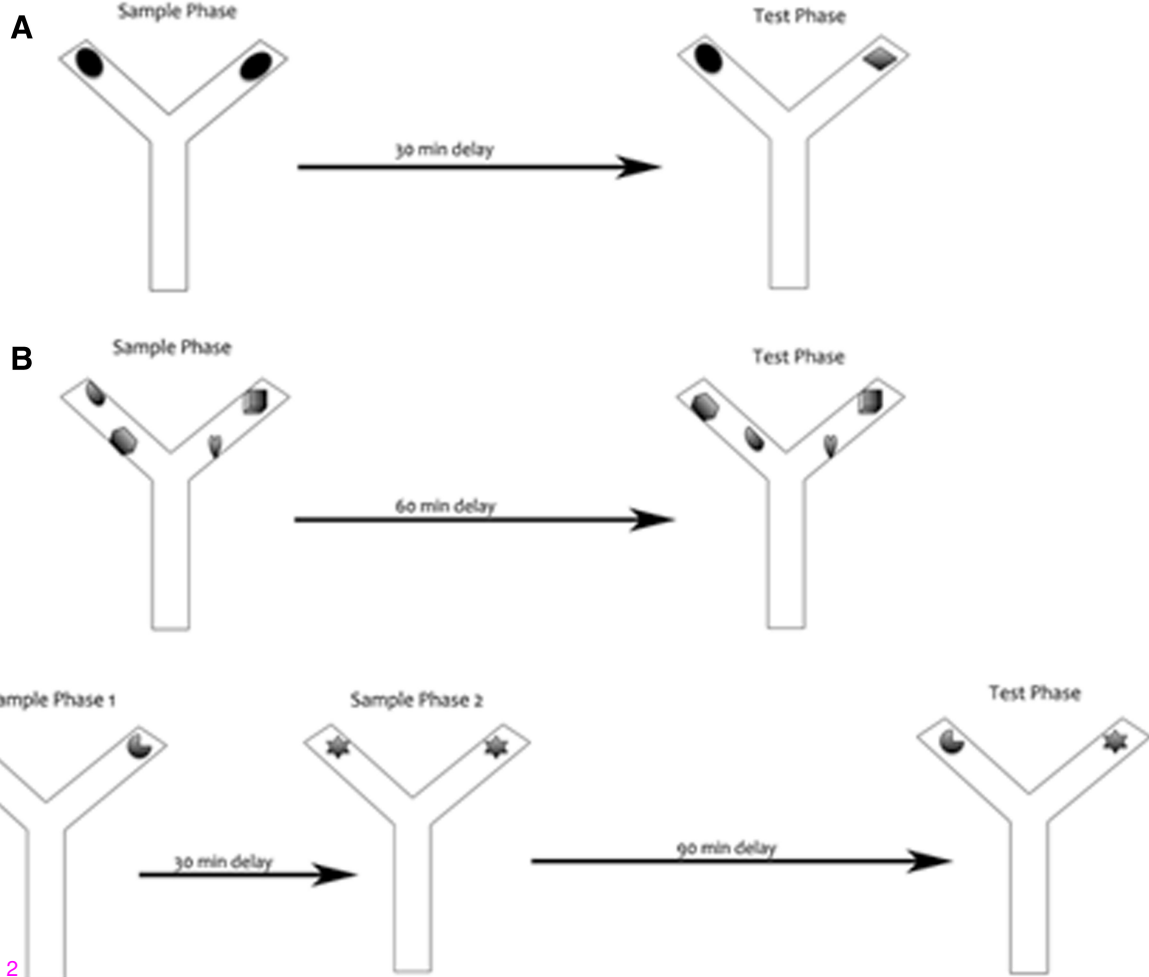 A
Sample Phase
Test Phase
30 min delay
B
Sample Phase
Test Phase
60 min delay
ample Phase 1
Sample Phase 2
Test Phase
30 min delay
90 min delay
2